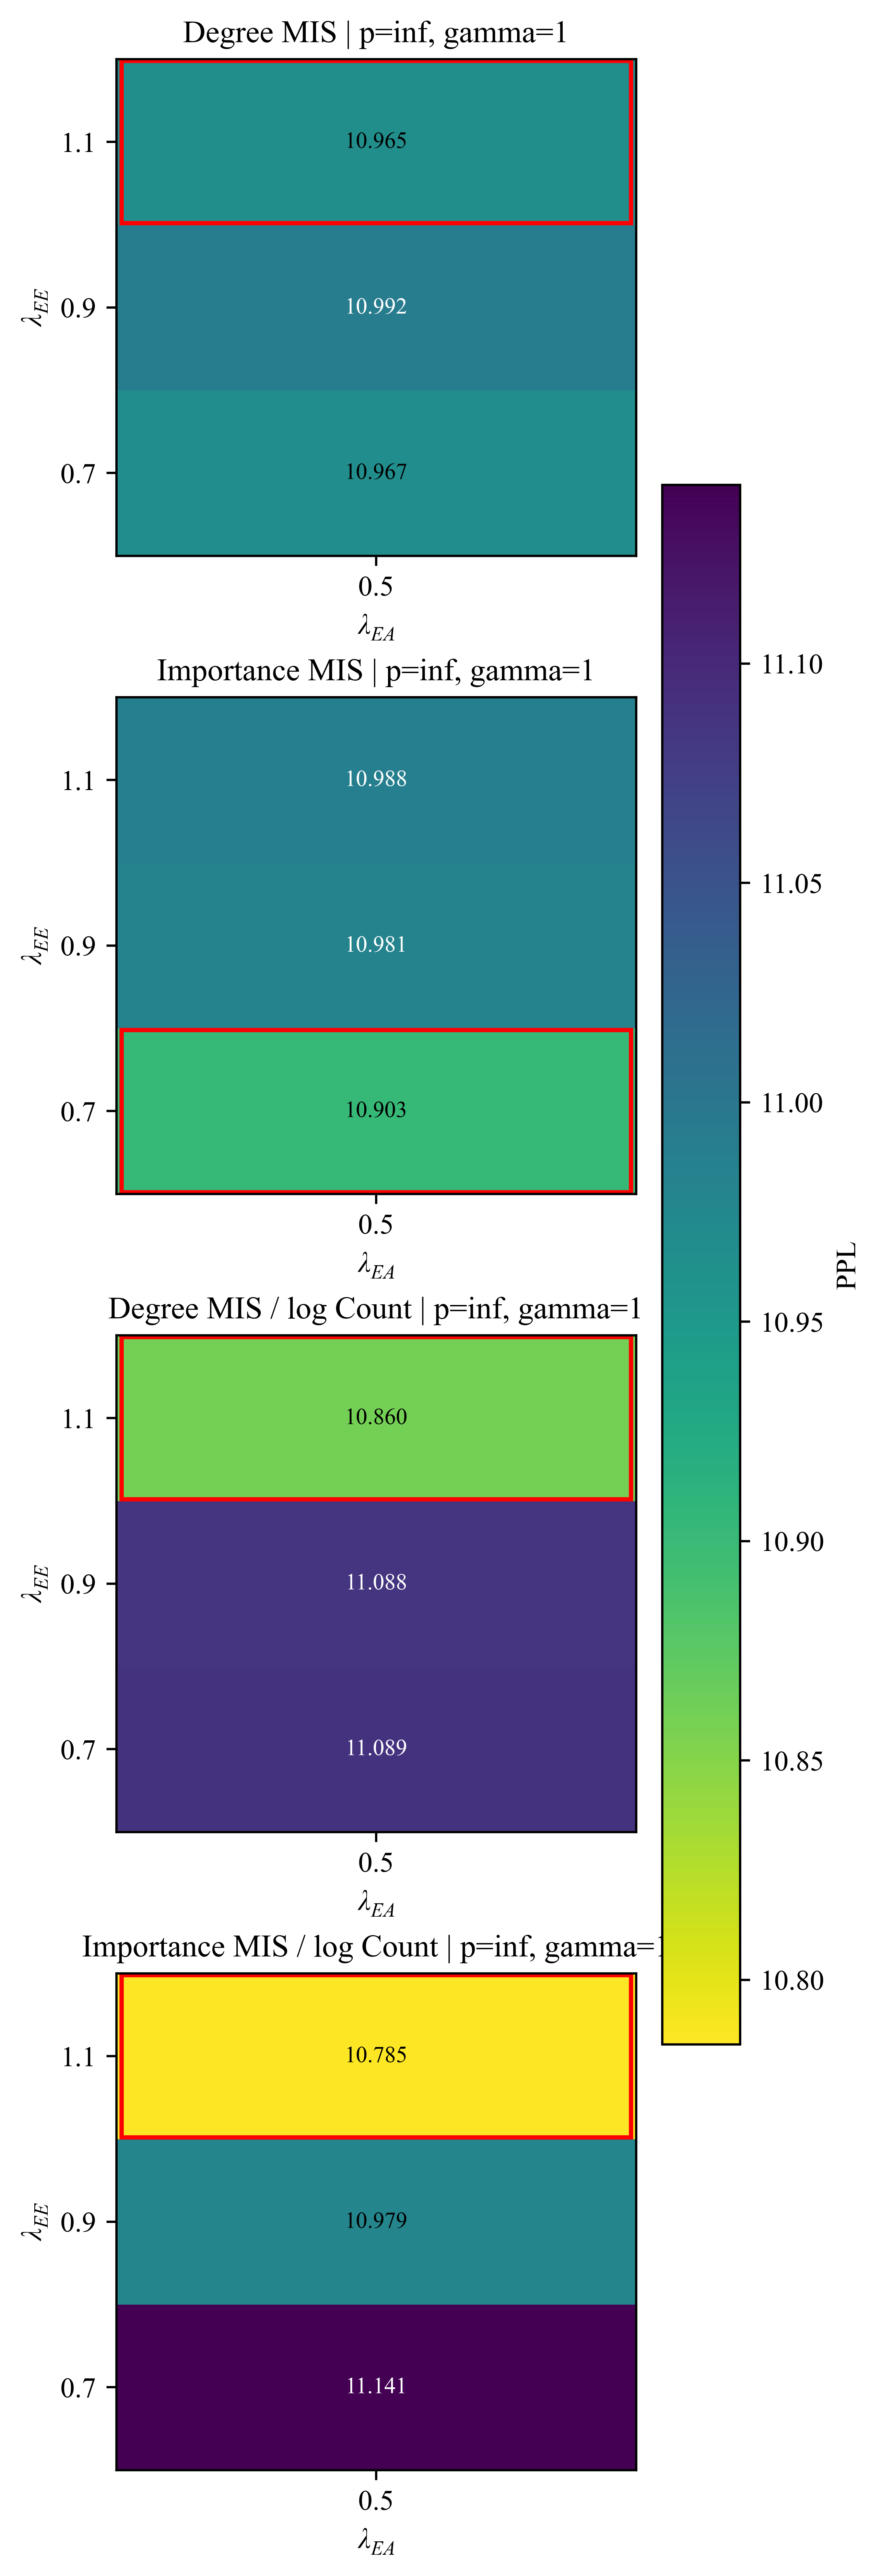 Degree MIS | p=inf, gamma=1
1.1
10.965
λEE
0.9
10.992
0.7
10.967
0.5
λEA
Importance MIS | p=inf, gamma=1
1.1
10.988
λEE
0.9
10.981
0.7
10.903
0.5
λEA
Degree MIS / log Count | p=inf, gamma=1
1.1
10.860
λEE
0.9
11.088
0.7
11.089
0.5
λEA
Importance MIS / log Count | p=inf, gamma=1
1.1
10.785
λEE
0.9
10.979
0.7
11.141
0.5
λEA
11.10
11.05
11.00
10.95
10.90
10.85
10.80
PPL